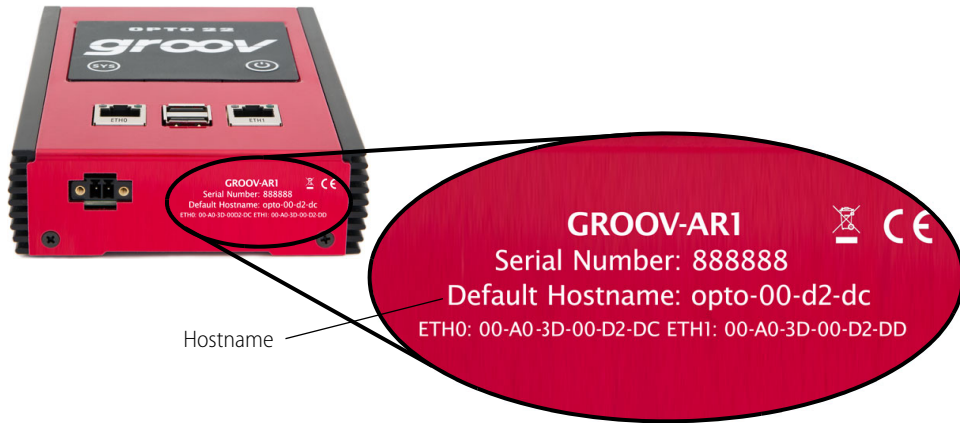 OPTO 22
groov
SYS
ETH0
ETH1
GROOV-AR1 CE
Serial Number: 888888
Default Hostname: opto-00-d2-dc
ETH0: 00-A0-3D-00D2-DC ETH1: 00-A0-3D-00-D2-DD
GROOV-AR1 CE
Serial Number: 888888
Default Hostname: opto-00-d2-dc
ETH0: 00-A0-3D-00-D2-DC ETH1: 00-A0-3D-00-D2-DD
Hostname